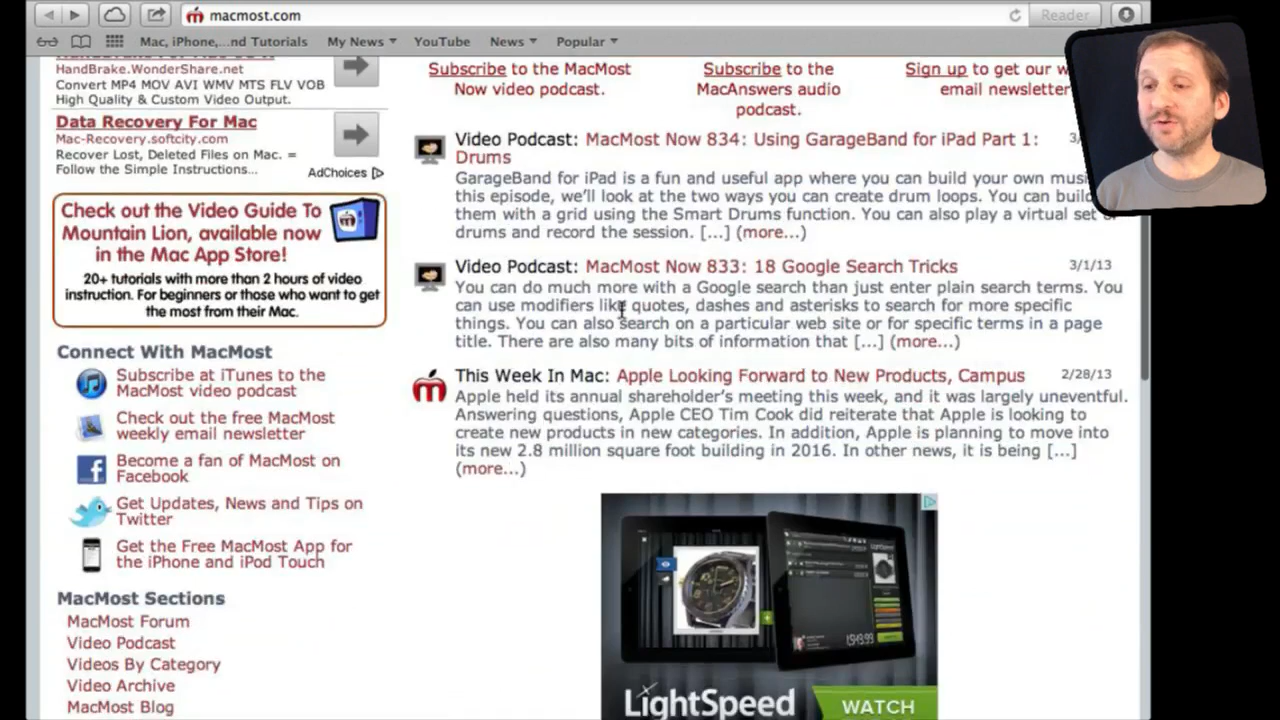 macmost.com
Reader
Mac, iPhone,...nd Tutorials
My News
YouTube
News
Popular
HandBrake.WonderShare.net
Convert MP4 MOV AVI WMV MTS FLV VOB
High Quality & Custom Video Output.
Data Recovery For Mac
Mac-Recovery.softcity.com
Recover Lost, Deleted Files on Mac. =
Follow the Simple Instructions...
AdChoices
Check out the Video Guide To
Mountain Lion, available now
in the Mac App Store!
20+ tutorials with more than 2 hours of video
instruction. For beginners or those who want to get
the most from their Mac.
Connect With MacMost
Subscribe at iTunes to the
MacMost video podcast
Check out the free MacMost
weekly email newsletter
Become a fan of MacMost on
Facebook
Get Updates, News and Tips on
Twitter
Get the Free MacMost App for
the iPhone and iPod Touch
MacMost Sections
MacMost Forum
Video Podcast
Videos By Category
Video Archive
MacMost Blog
Subscribe to the MacMost
Now video podcast.
Subscribe to the
MacAnswers audio
podcast.
Sign up to get our
email newsletter
Video Podcast: MacMost Now 834: Using GarageBand for iPad Part 1:
Drums
GarageBand for iPad is a fun and useful app where you can build your own
this episode, we'll look at the two ways you can create drum loops. You can build
them with a grid using the Smart Drums function. You can also play a virtual set
drums and record the session. [...] (more...)
Video Podcast: MacMost Now 833: 18 Google Search Tricks
3/1/13
You can do much more with a Google search than just enter plain search terms. You
can use modifiers like quotes, dashes and asterisks to search for more specific
things. You can also search on a particular web site or for specific terms in a page
title. There are also many bits of information that [...] (more...)
This Week In Mac: Apple Looking Forward to New Products, Campus
2/28/13
Apple held its annual shareholder's meeting this week, and it was largely uneventful.
Answering questions, Apple CEO Tim Cook did reiterate that Apple is looking to
create new products in new categories. In addition, Apple is planning to move into
its new 2.8 million square foot building in 2016. In other news, it is being [...]
(more...)
LightSpeed
WATCH